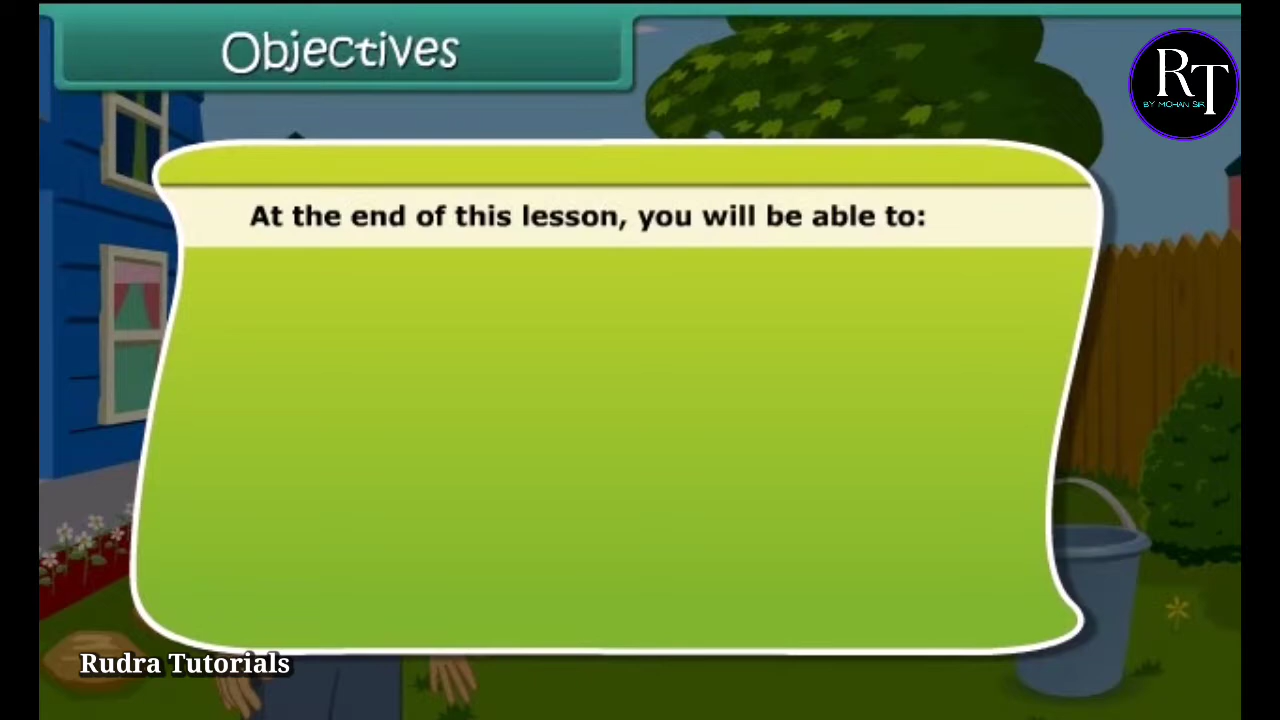 Objectives
RT
BY MOHAN SIR
At the end of this lesson, you will be able to:
Rudra Tutorials